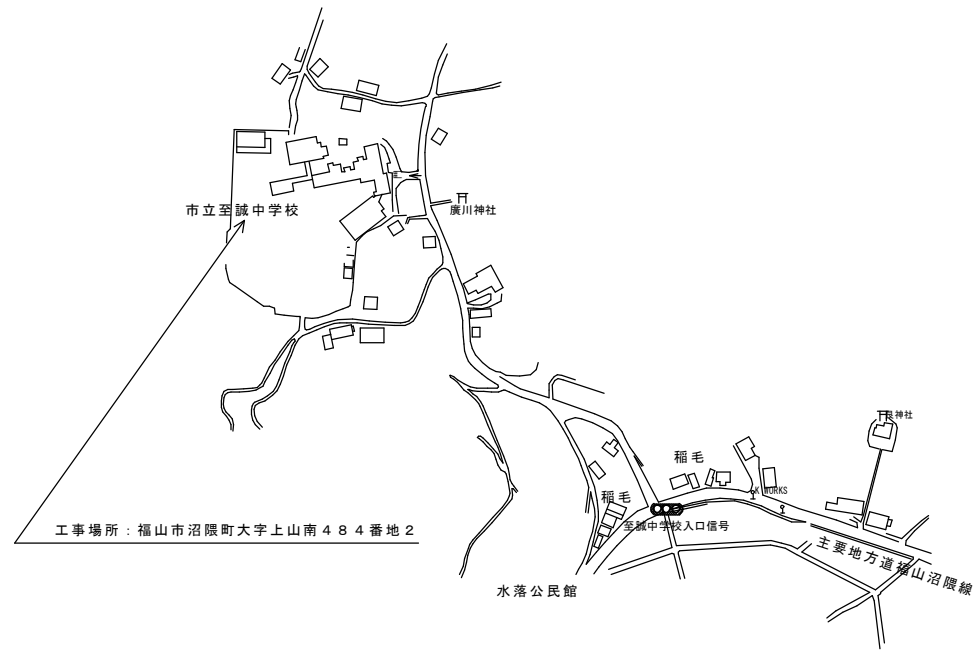 市立至誠中学校
廣川神社
神社
稲毛
K WORKS
稲毛
至誠中学校入口信号
工事場所：福山市沼隈町大字上山南４８４番地２
主要地方道福山沼隈線
水落公民館